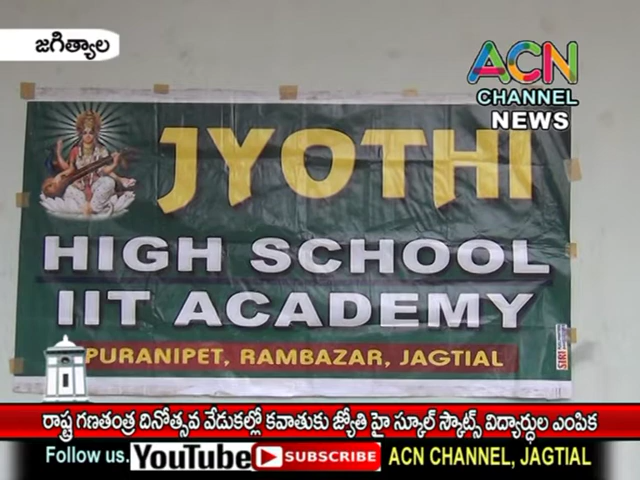 జగిత్యాల
ACN
CHANNEL
NEWS
JYOTHI
HIGH SCHOOL
IIT ACADEMY
PURANIPET, RAMBAZAR, JAGTIAL
SIRI
రాష్ట్ర గణతంత్ర దినోత్సవ వేడుకల్లో కవాతుకు జ్యోతి హై స్కూల్ స్కౌట్స్ విద్యార్థుల ఎంపిక
Follow us. YouTube SUBSCRIBE ACN CHANNEL, JAGTIAL